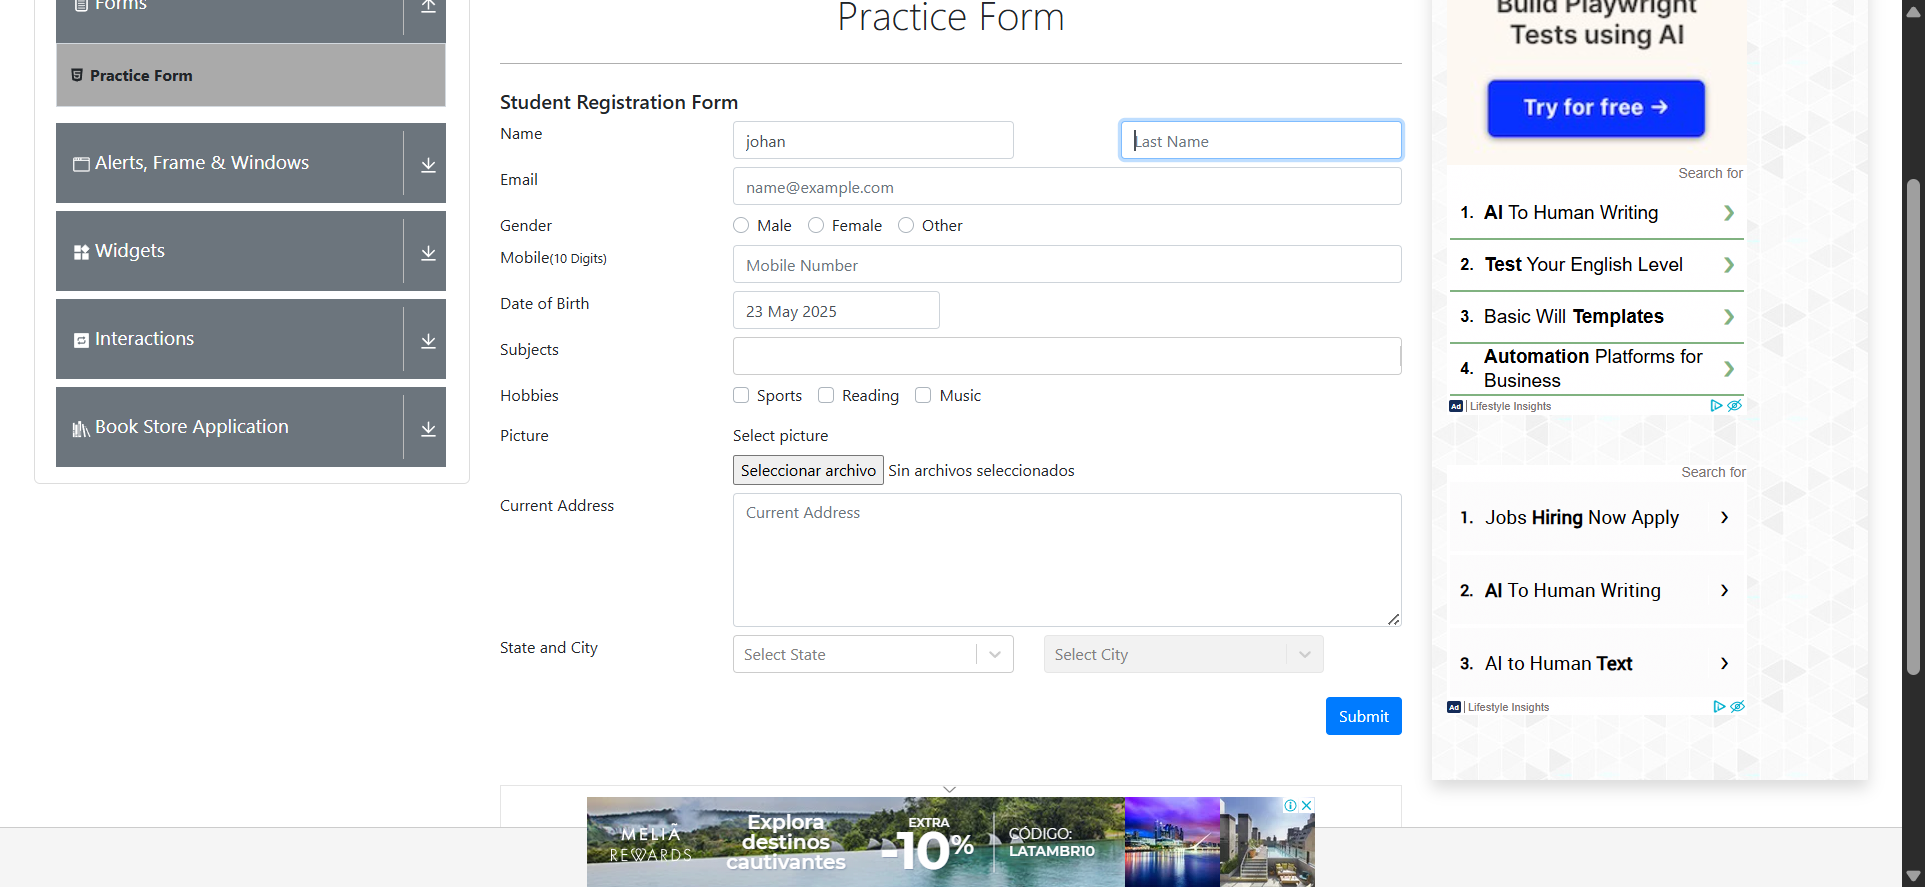 Forms
Practice Form
Alerts, Frame & Windows
Widgets
Interactions
Book Store Application
Practice Form
Student Registration Form
Name
johan
Last Name
Email
name@example.com
Gender
Male
Female
Other
Mobile(10 Digits)
Mobile Number
Date of Birth
23 May 2025
Subjects
Hobbies
Sports
Reading
Music
Picture
Select picture
Seleccionar archivo Sin archivos seleccionados
Current Address
Current Address
State and City
Select State
Select City
Submit
MELIÃ
REWARDS
Explora
destinos
cautivantes
EXTRA
-10%
CÓDIGO:
LATAMBR10
Build Playwright
Tests using AI
Try for free →
Search for
1. AI To Human Writing
2. Test Your English Level
3. Basic Will Templates
4. Automation Platforms for
Business
Ad | Lifestyle Insights
Search for
1. Jobs Hiring Now Apply
2. AI To Human Writing
3. AI to Human Text
Ad | Lifestyle Insights